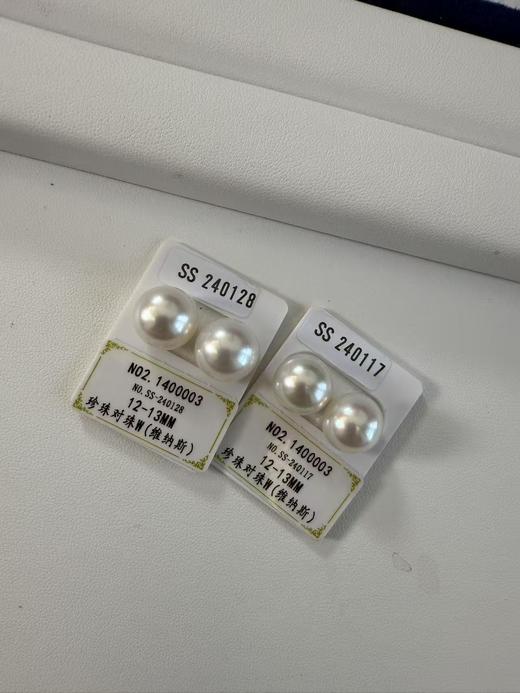 SS 240128
NO2.1400003
NO.SS-240128
12-13MM
珍珠对珠W(维纳斯)
SS 240117
NO2.1400003
NO.SS-240117
12-13MM
珍珠对珠W(维纳斯)